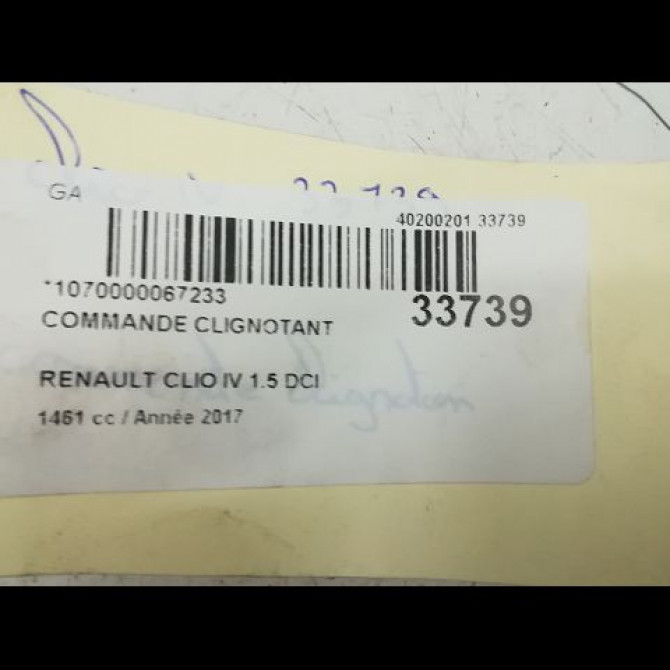 GA
40200201 33739
*1070000067233
33739
COMMANDE CLIGNOTANT
RENAULT CLIO IV 1.5 DCI
1461 cc / Année 2017